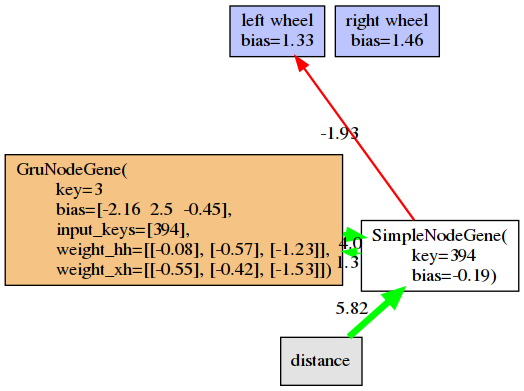 left wheel
bias=1.33
right wheel
bias=1.46
-1.93
GruNodeGene(
key=3
bias=[-2.16 2.5 -0.45],
input_keys=[394],
weight_hh=[[-0.08], [-0.57], [-1.23]],
weight_xh=[[-0.55], [-0.42], [-1.53]])
4.0
1.3
SimpleNodeGene(
key=394
bias=-0.19)
5.82
distance